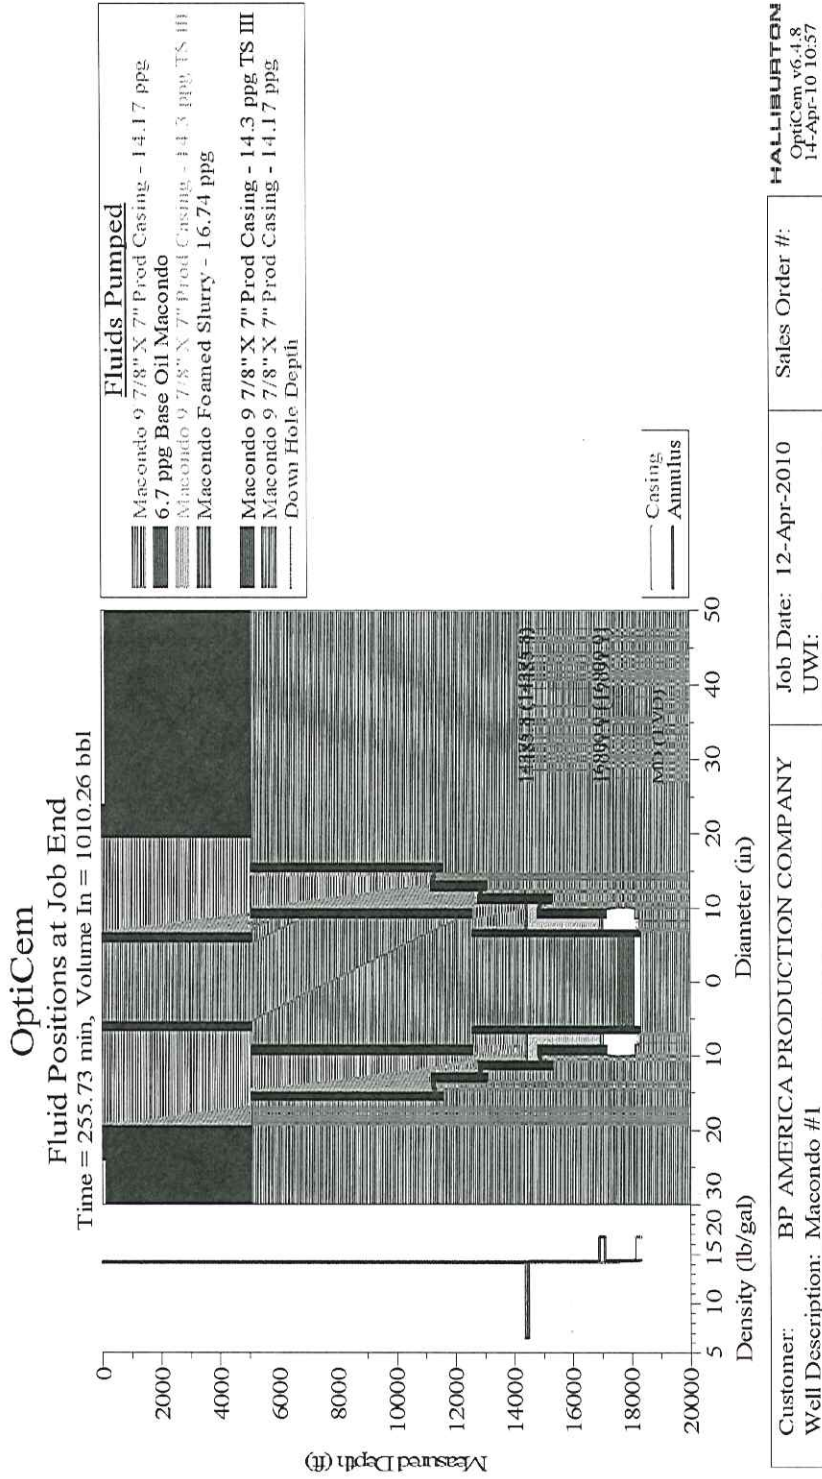 OptiCem
Fluid Positions at Job End
Time = 255.73 min, Volume In = 1010.26 bbl
Fluids Pumped
Macondo 9 7/8" X 7" Prod Casing - 14.17 ppg
6.7 ppg Base Oil Macondo
Macondo 9 7/8" X 7" Prod Casing - 14.3 ppg TS III
Macondo Foamed Slurry - 16.74 ppg
Macondo 9 7/8" X 7" Prod Casing - 14.3 ppg TS III
Macondo 9 7/8" X 7" Prod Casing - 14.17 ppg
Down Hole Depth
Measured Depth (ft)
0
2000
4000
6000
8000
10000
12000
14000
16000
18000
20000
5 10 15 20
Density (lb/gal)
30 20 10 0 10 20 30 40 50
Diameter (in)
MD (TVD)
Casing
Annulus
Customer: BP AMERICA PRODUCTION COMPANY
Job Date: 12-Apr-2010
Sales Order #:
Well Description: Macondo #1
UWI:
HALLIBURTON
OptiCem v6.4.8
14-Apr-10 10:57